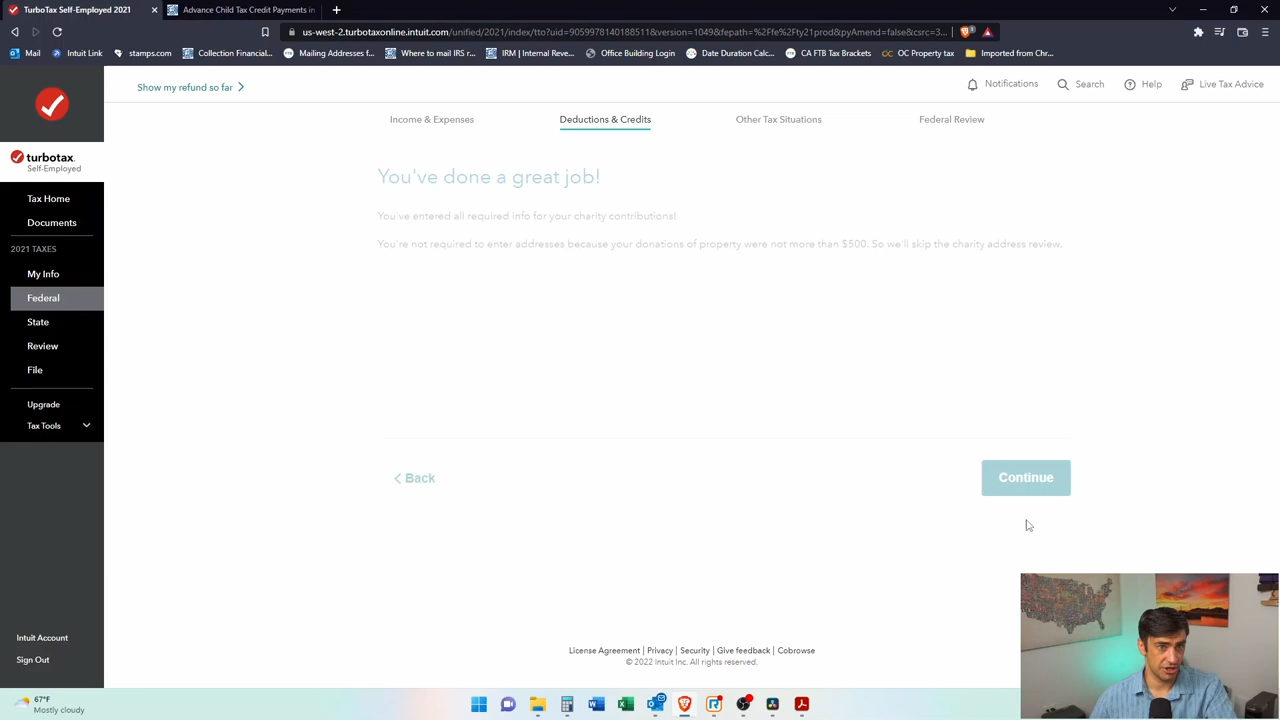 TurboTax Self-Employed 2021
Advance Child Tax Credit Payments in
us-west-2.turbotaxonline.intuit.com/unified/2021/index/tto?uid=9059978140188511&version=1049&fepath=%2Ffe%2Fty21prod&pyAmend=false&csrc=3...
Mail
Intuit Link
stamps.com
Collection Financial...
Mailing Addresses f...
Where to mail IRS r...
IRM | Internal Reve...
Office Building Login
Date Duration Calc...
CA FTB Tax Brackets
OC Property tax
Imported from Chr...
Show my refund so far
Notifications
Search
Help
Live Tax Advice
Income & Expenses
Deductions & Credits
Other Tax Situations
Federal Review
turbotax
Self-Employed
Tax Home
Documents
2021 TAXES
My Info
Federal
State
Review
File
Upgrade
Tax Tools
Intuit Account
Sign Out
You've done a great job!
You've entered all required info for your charity contributions!
You're not required to enter addresses because your donations of property were not more than $500. So we'll skip the charity address review.
Back
Continue
License Agreement | Privacy | Security | Give feedback | Cobrowse
© 2022 Intuit Inc. All rights reserved.
67°F
Mostly cloudy